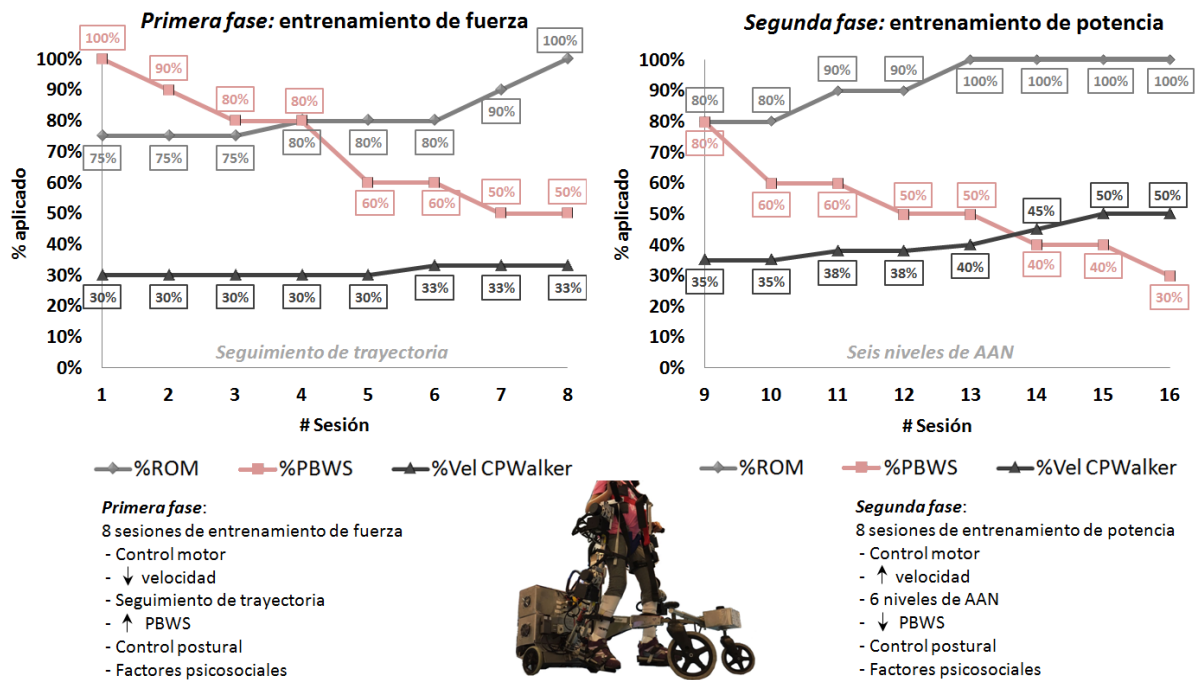 Primera fase: entrenamiento de fuerza
100%
90%
80%
70%
60%
50%
40%
30%
20%
10%
0%
% aplicado
100%
90%
80%
80%
60%
60%
50%
50%
75%
75%
75%
80%
80%
80%
90%
100%
30%
30%
30%
30%
30%
33%
33%
33%
Seguimiento de trayectoria
1 2 3 4 5 6 7 8
# Sesión
%ROM %PBWS %Vel CPWalker
Segunda fase: entrenamiento de potencia
100%
90%
80%
70%
60%
50%
40%
30%
20%
10%
0%
% aplicado
80%
80%
90%
90%
100%
100%
100%
100%
80%
60%
60%
50%
50%
40%
40%
30%
35%
35%
38%
38%
40%
45%
50%
50%
Seis niveles de AAN
9 10 11 12 13 14 15 16
# Sesión
%ROM %PBWS %Vel CPWalker
Primera fase:
8 sesiones de entrenamiento de fuerza
- Control motor
- ↓ velocidad
- Seguimiento de trayectoria
- ↑ PBWS
- Control postural
- Factores psicosociales
Segunda fase:
8 sesiones de entrenamiento de potencia
- Control motor
- ↑ velocidad
- 6 niveles de AAN
- ↓ PBWS
- Control postural
- Factores psicosociales